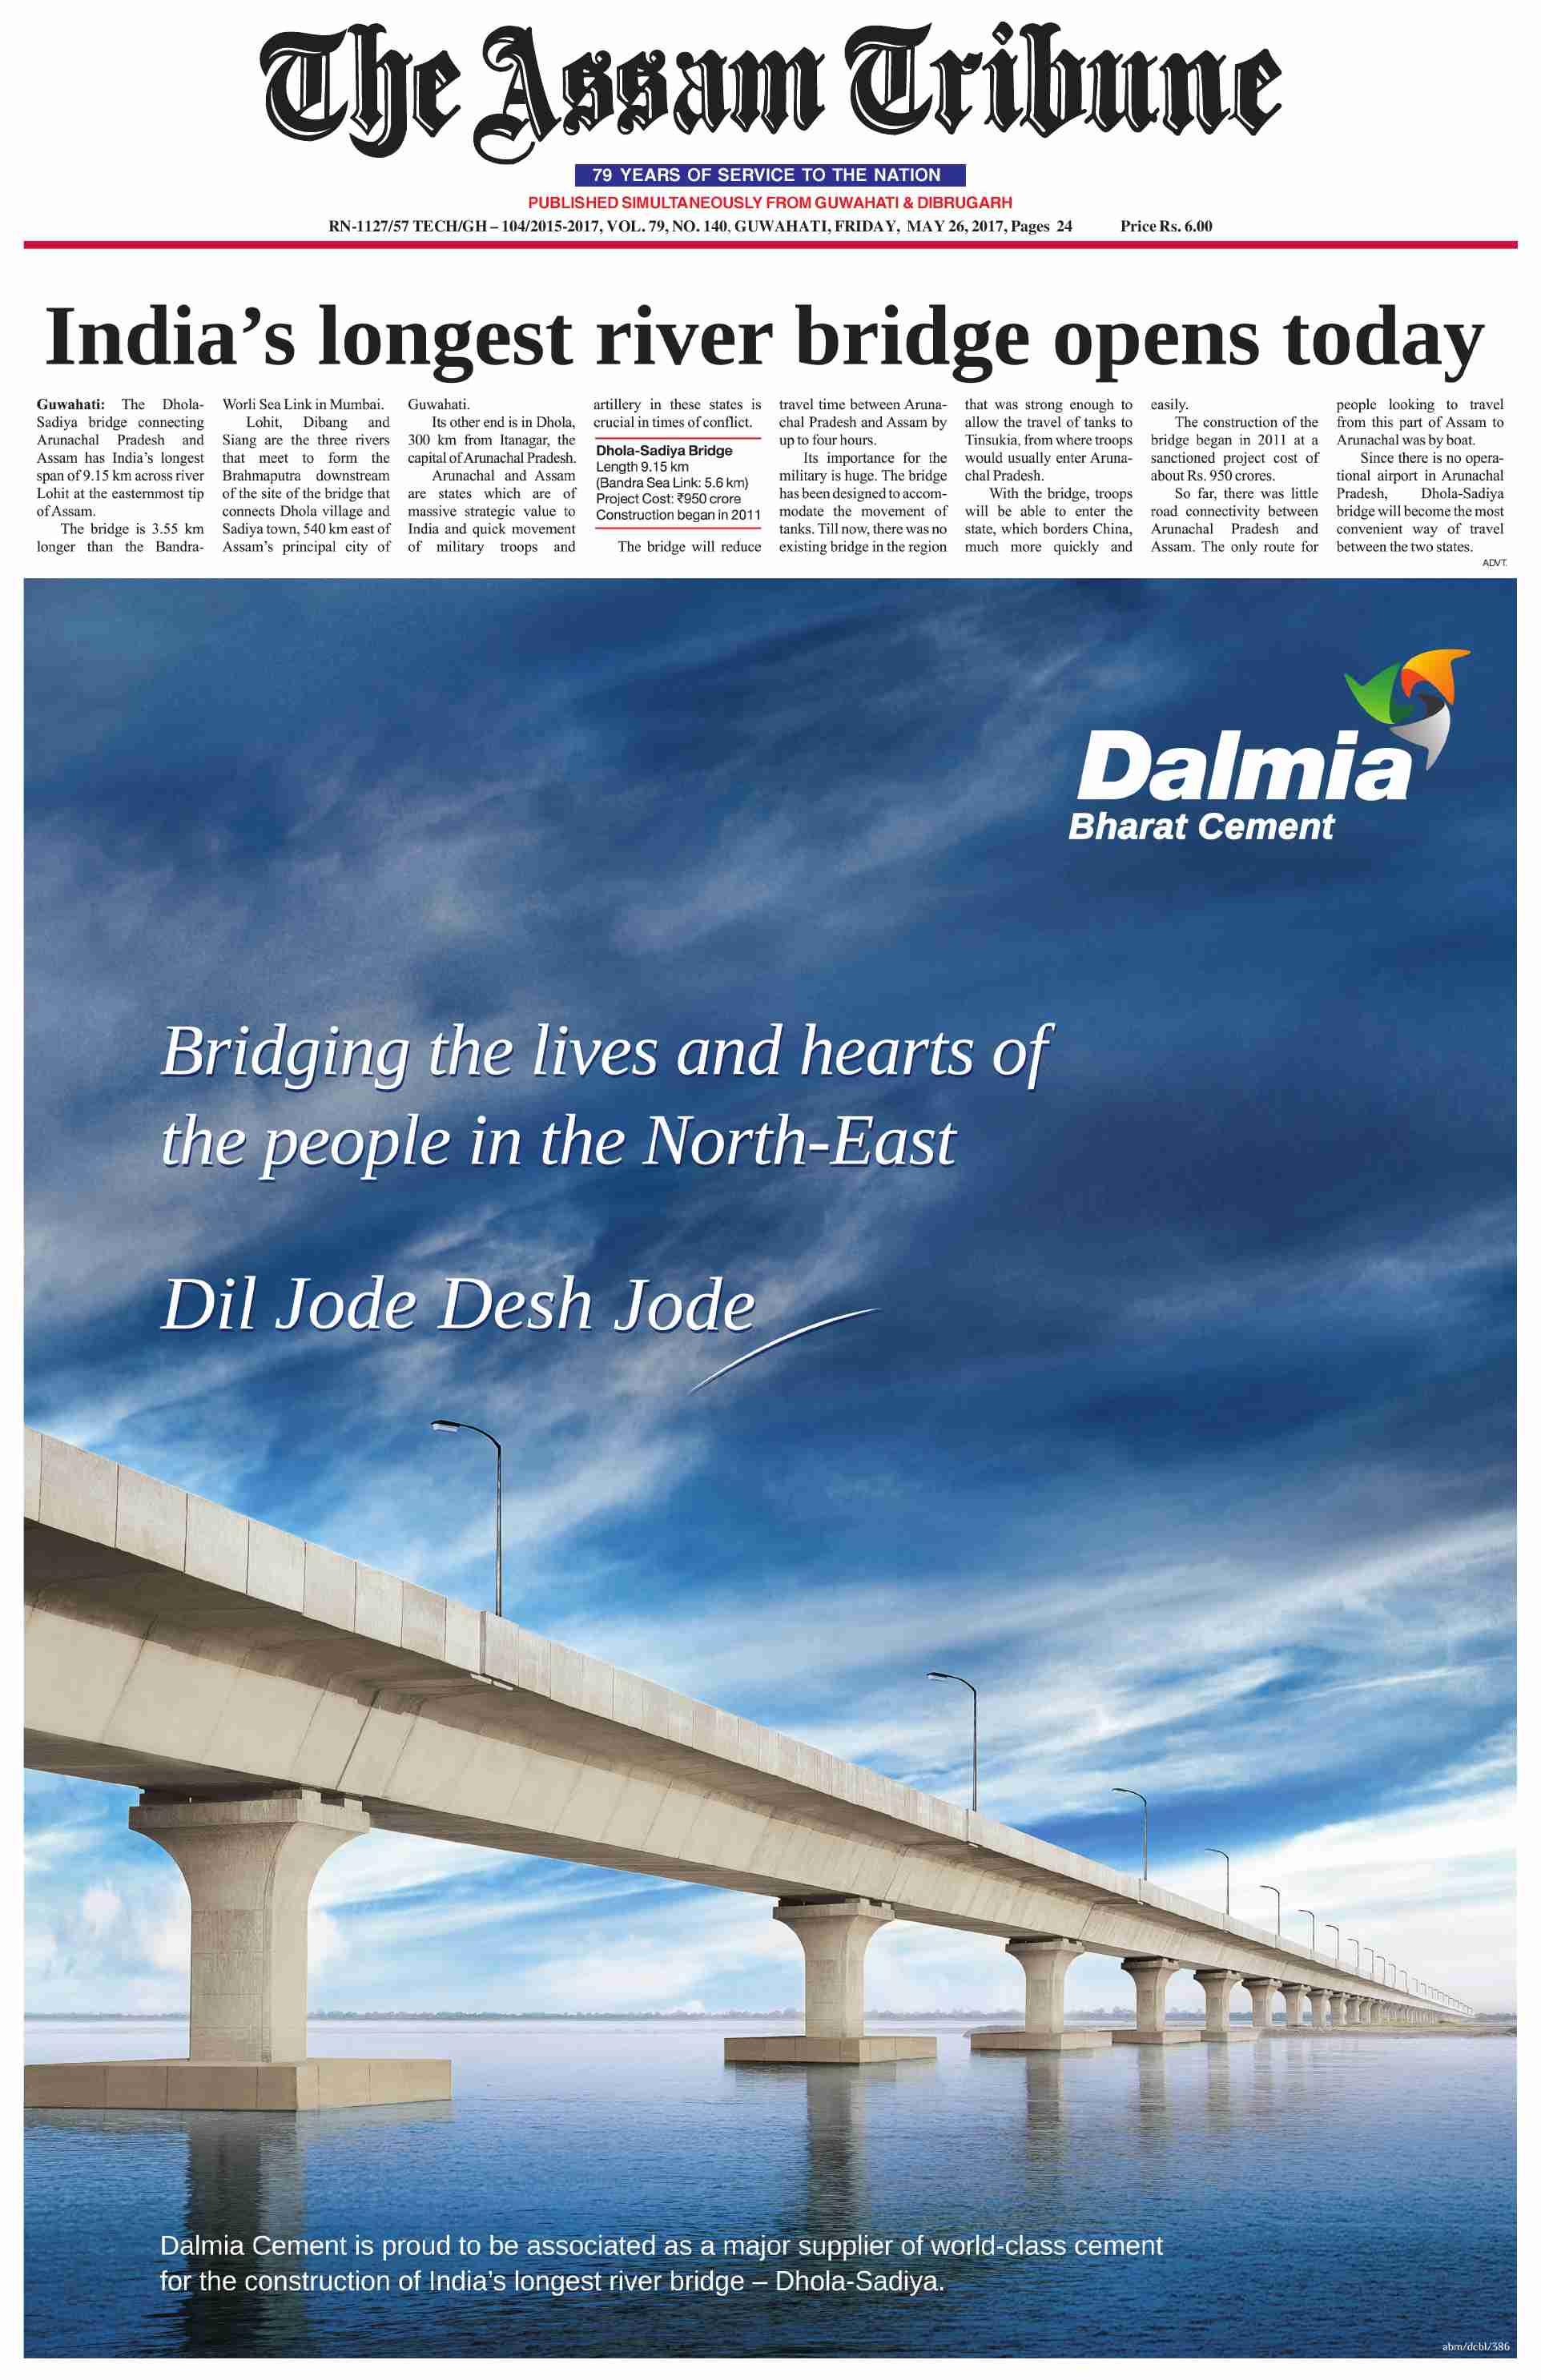 The Assam Tribune
79 YEARS OF SERVICE TO THE NATION
PUBLISHED SIMULTANEOUSLY FROM GUWAHATI & DIBRUGARH
RN-1127/57 TECH/GH – 104/2015-2017, VOL. 79, NO. 140, GUWAHATI, FRIDAY, MAY 26, 2017, Pages 24 Price Rs. 6.00
India's longest river bridge opens today
Guwahati: The Dhola-
Sadiya bridge connecting
Arunachal Pradesh and
Assam has India's longest
span of 9.15 km across river
Lohit at the easternmost tip
of Assam.
The bridge is 3.55 km
longer than the Bandra-
Worli Sea Link in Mumbai.
Lohit, Dibang and
Siang are the three rivers
that meet to form the
Brahmaputra downstream
of the site of the bridge that
connects Dhola village and
Sadiya town, 540 km east of
Assam's principal city of
Guwahati.
Its other end is in Dhola,
300 km from Itanagar, the
capital of Arunachal Pradesh.
Arunachal and Assam
are states which are of
massive strategic value to
India and quick movement
of military troops and
artillery in these states is
crucial in times of conflict.
Dhola-Sadiya Bridge
Length 9.15 km
(Bandra Sea Link: 5.6 km)
Project Cost: ₹950 crore
Construction began in 2011
The bridge will reduce
travel time between Aruna-
chal Pradesh and Assam by
up to four hours.
Its importance for the
military is huge. The bridge
has been designed to accom-
modate the movement of
tanks. Till now, there was no
existing bridge in the region
that was strong enough to
allow the travel of tanks to
Tinsukia, from where troops
would usually enter Aruna-
chal Pradesh.
With the bridge, troops
will be able to enter the
state, which borders China,
much more quickly and
easily.
The construction of the
bridge began in 2011 at a
sanctioned project cost of
about Rs. 950 crores.
So far, there was little
road connectivity between
Arunachal Pradesh and
Assam. The only route for
people looking to travel
from this part of Assam to
Arunachal was by boat.
Since there is no opera-
tional airport in Arunachal
Pradesh, Dhola-Sadiya
bridge will become the most
convenient way of travel
between the two states.
ADVT.
Dalmia
Bharat Cement
Bridging the lives and hearts of
the people in the North-East
Dil Jode Desh Jode
Dalmia Cement is proud to be associated as a major supplier of world-class cement
for the construction of India's longest river bridge – Dhola-Sadiya.
abm/dcbl/386